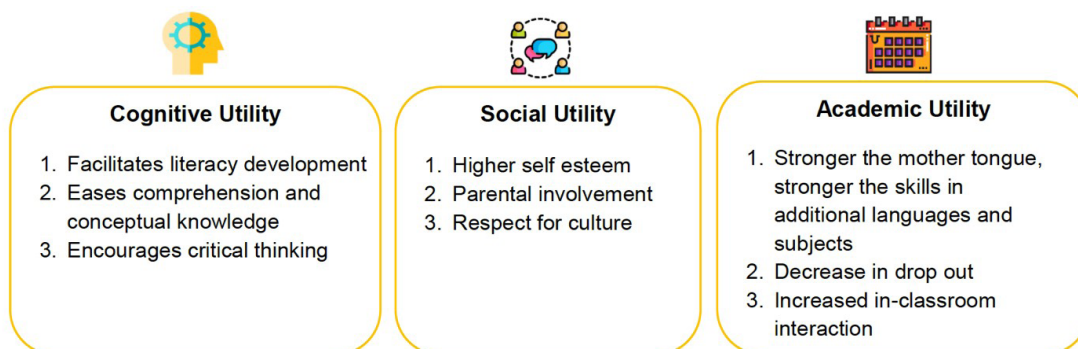 Cognitive Utility
1. Facilitates literacy development
2. Eases comprehension and
conceptual knowledge
3. Encourages critical thinking
Social Utility
1. Higher self esteem
2. Parental involvement
3. Respect for culture
Academic Utility
1. Stronger the mother tongue,
stronger the skills in
additional languages and
subjects
2. Decrease in drop out
3. Increased in-classroom
interaction